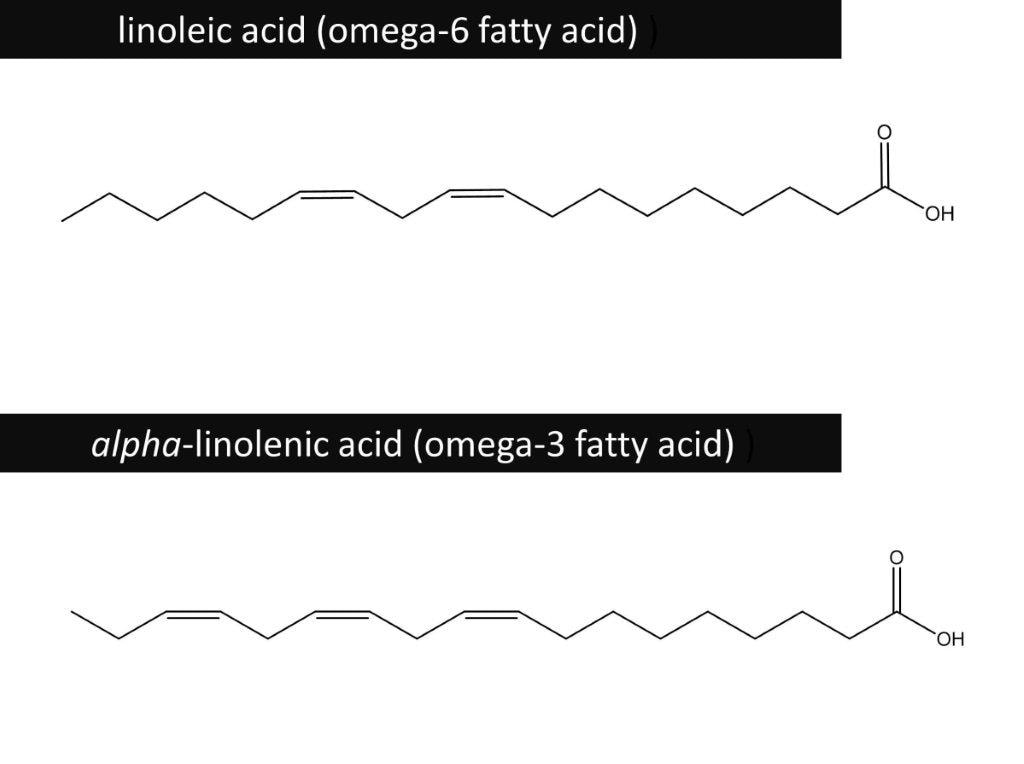 linoleic acid (omega-6 fatty acid) )
O
OH
alpha-linolenic acid (omega-3 fatty acid) )
O
OH